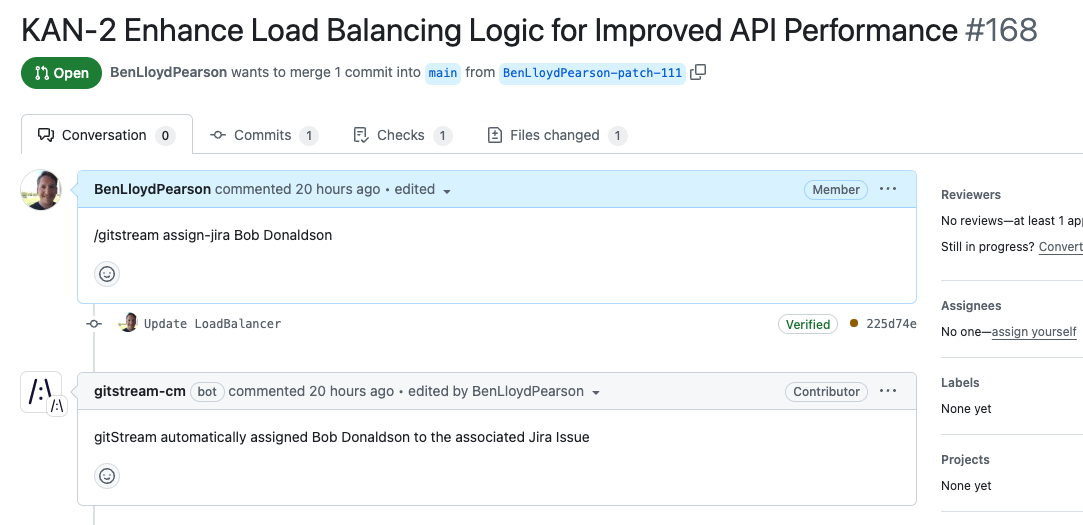 KAN-2 Enhance Load Balancing Logic for Improved API Performance #168
Open BenLloydPearson wants to merge 1 commit into main from BenLloydPearson-patch-111
Conversation 0 Commits 1 Checks 1 Files changed 1
BenLloydPearson commented 20 hours ago • edited Member
/gitstream assign-jira Bob Donaldson
Update LoadBalancer Verified 225d74e
gitstream-cm bot commented 20 hours ago • edited by BenLloydPearson Contributor
gitStream automatically assigned Bob Donaldson to the associated Jira Issue
Reviewers
No reviews—at least 1
Still in progress? Convert
Assignees
No one—assign yourself
Labels
None yet
Projects
None yet
/:\
/:\